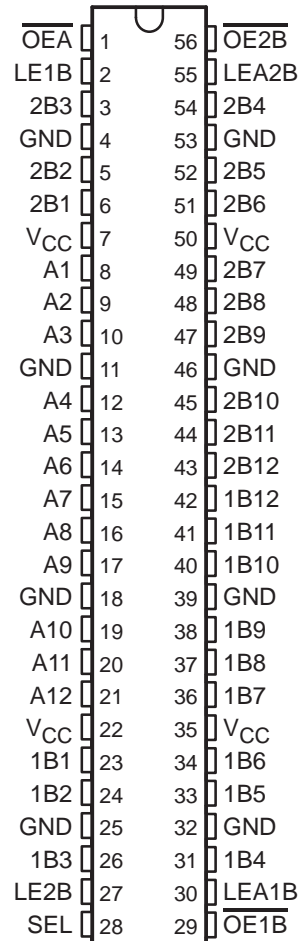 OEA 1 56 OE2B
LE1B 2 55 LEA2B
2B3 3 54 2B4
GND 4 53 GND
2B2 5 52 2B5
2B1 6 51 2B6
VCC 7 50 VCC
A1 8 49 2B7
A2 9 48 2B8
A3 10 47 2B9
GND 11 46 GND
A4 12 45 2B10
A5 13 44 2B11
A6 14 43 2B12
A7 15 42 1B12
A8 16 41 1B11
A9 17 40 1B10
GND 18 39 GND
A10 19 38 1B9
A11 20 37 1B8
A12 21 36 1B7
VCC 22 35 VCC
1B1 23 34 1B6
1B2 24 33 1B5
GND 25 32 GND
1B3 26 31 1B4
LE2B 27 30 LEA1B
SEL 28 29 OE1B